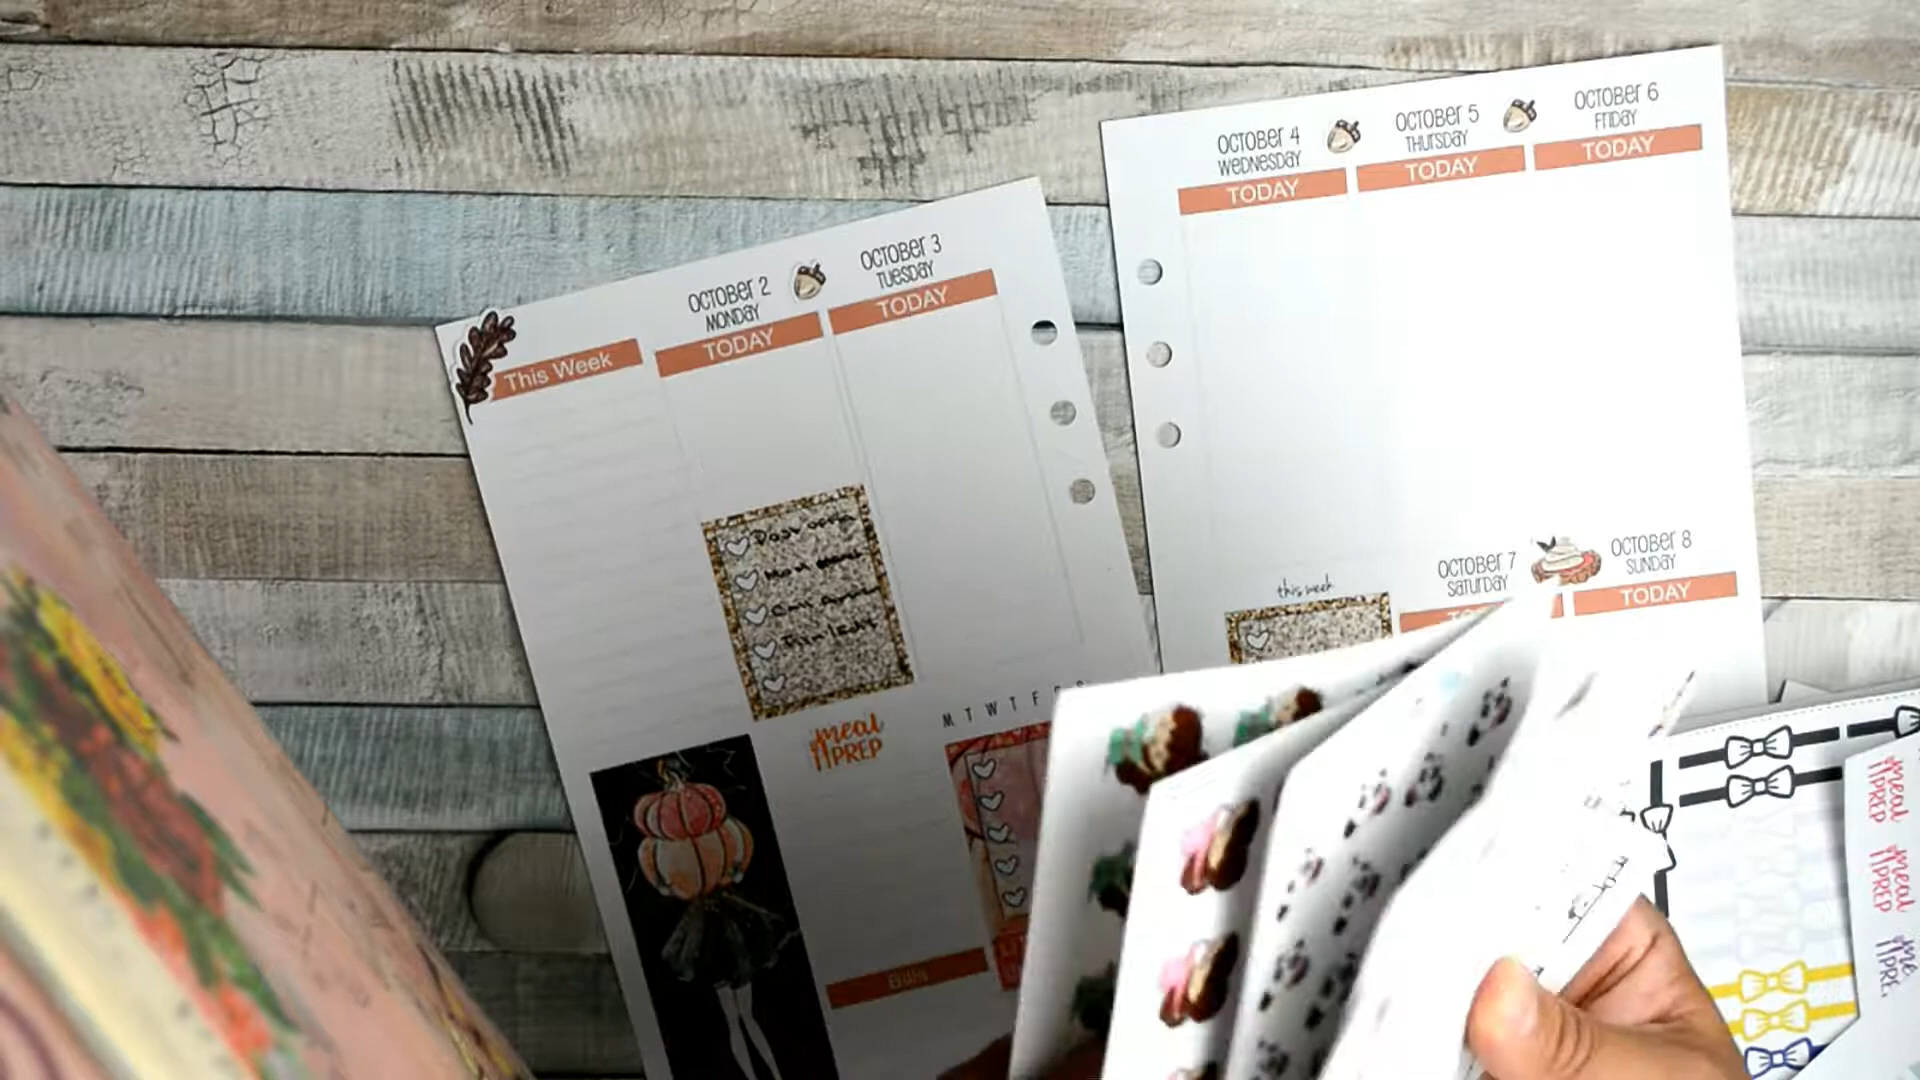 This Week
OCTOBER 2
MONDAY
TODAY
OCTOBER 3
TUESDAY
TODAY
meal
PREP
M T W T F
Bills
OCTOBER 4
WEDNESDAY
TODAY
OCTOBER 5
THURSDAY
TODAY
OCTOBER 6
FRIDAY
TODAY
this week
OCTOBER 7
SATURDAY
OCTOBER 8
SUNDAY
TODAY
meal
PREP
meal
PREP